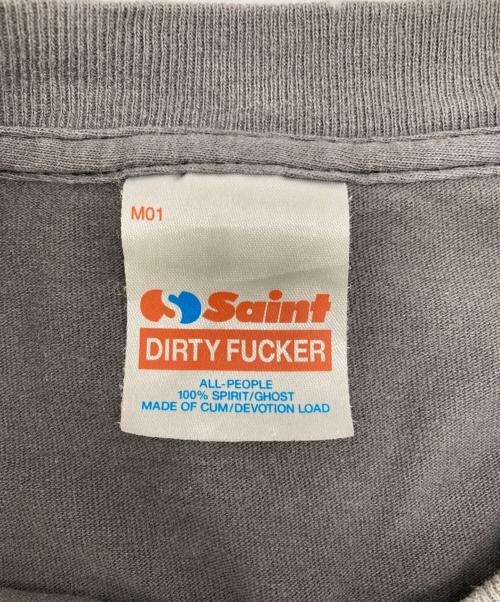 M01
Saint
DIRTY FUCKER
ALL-PEOPLE
100% SPIRIT/GHOST
MADE OF CUM/DEVOTION LOAD